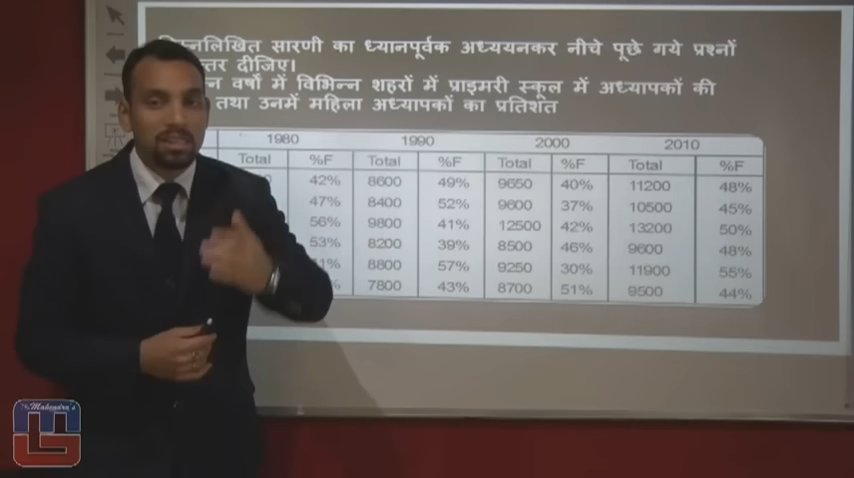 सारणी का ध्यानपूर्वक अध्ययनकर नीचे पूछे गये प्रश्नों
दीजिए।
वर्षों में विभिन्न शहरों में प्राइमरी स्कूल में अध्यापकों की
तथा उनमें महिला अध्यापकों का प्रतिशत
1980 1990 2000 2010
Total %F Total %F Total %F Total %F
42% 8600 49% 9650 40% 11200 48%
47% 8400 52% 9600 37% 10500 45%
56% 9800 41% 12500 42% 13200 50%
53% 8200 39% 8500 46% 9600 48%
8800 57% 9250 30% 11900 55%
7800 43% 8700 51% 9500 44%
Mahendra's